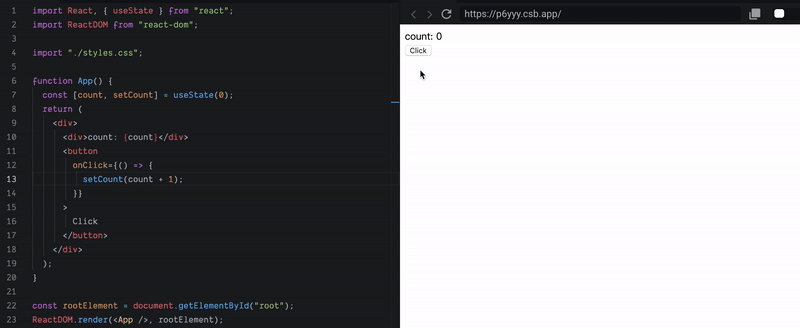 import React, { useState } from "react";
import ReactDOM from "react-dom";
import "./styles.css";
function App() {
const [count, setCount] = useState(0);
return (
<div>
<div>count: {count}</div>
<button
onClick={() => {
setCount(count + 1);
}}
>
Click
</button>
</div>
);
}
const rootElement = document.getElementById("root");
ReactDOM.render(<App />, rootElement);
1
2
3
4
5
6
7
8
9
10
11
12
13
14
15
16
17
18
19
20
21
22
23
https://p6yyy.csb.app/
count: 0
Click